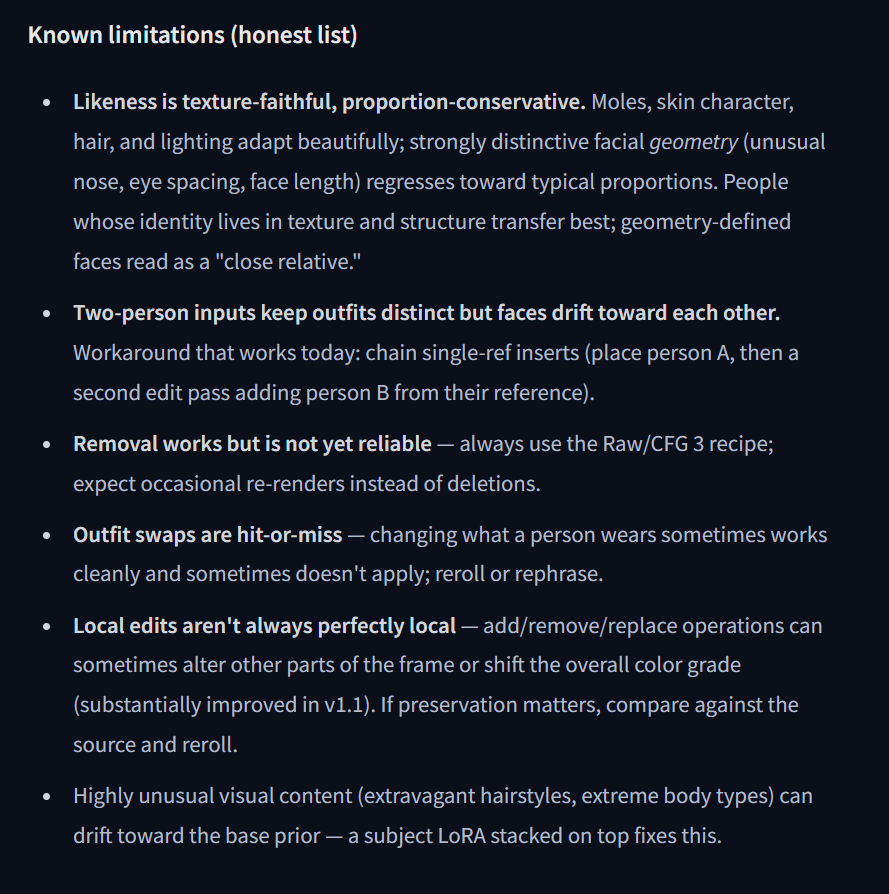 Known limitations (honest list)
• Likeness is texture-faithful, proportion-conservative. Moles, skin character,
hair, and lighting adapt beautifully; strongly distinctive facial geometry (unusual
nose, eye spacing, face length) regresses toward typical proportions. People
whose identity lives in texture and structure transfer best; geometry-defined
faces read as a "close relative."
• Two-person inputs keep outfits distinct but faces drift toward each other.
Workaround that works today: chain single-ref inserts (place person A, then a
second edit pass adding person B from their reference).
• Removal works but is not yet reliable — always use the Raw/CFG 3 recipe;
expect occasional re-renders instead of deletions.
• Outfit swaps are hit-or-miss — changing what a person wears sometimes works
cleanly and sometimes doesn't apply; reroll or rephrase.
• Local edits aren't always perfectly local — add/remove/replace operations can
sometimes alter other parts of the frame or shift the overall color grade
(substantially improved in v1.1). If preservation matters, compare against the
source and reroll.
• Highly unusual visual content (extravagant hairstyles, extreme body types) can
drift toward the base prior — a subject LoRA stacked on top fixes this.